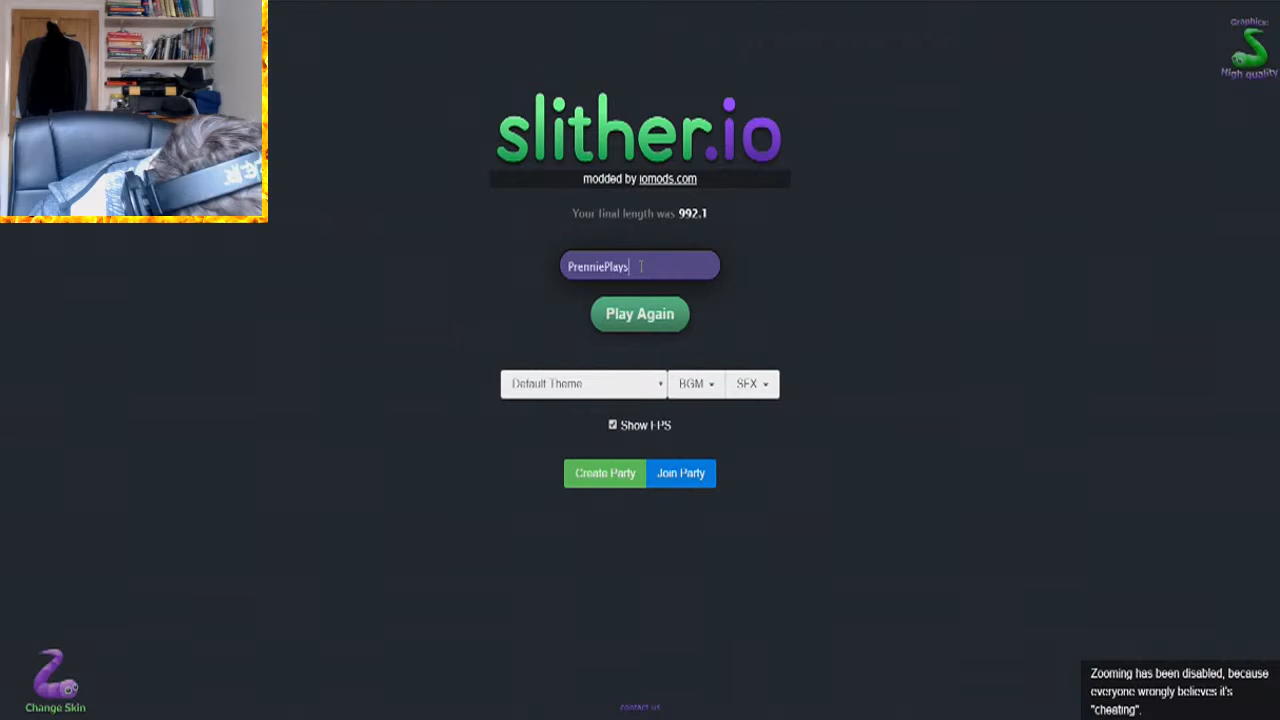 Graphics:
High quality
slither.io
modded by iomods.com
Your final length was 992.1
PrenniePlays
Play Again
Default Theme
BGM
SFX
Show FPS
Create Party
Join Party
Change Skin
contact us
Zooming has been disabled, because
everyone wrongly believes it's
"cheating".